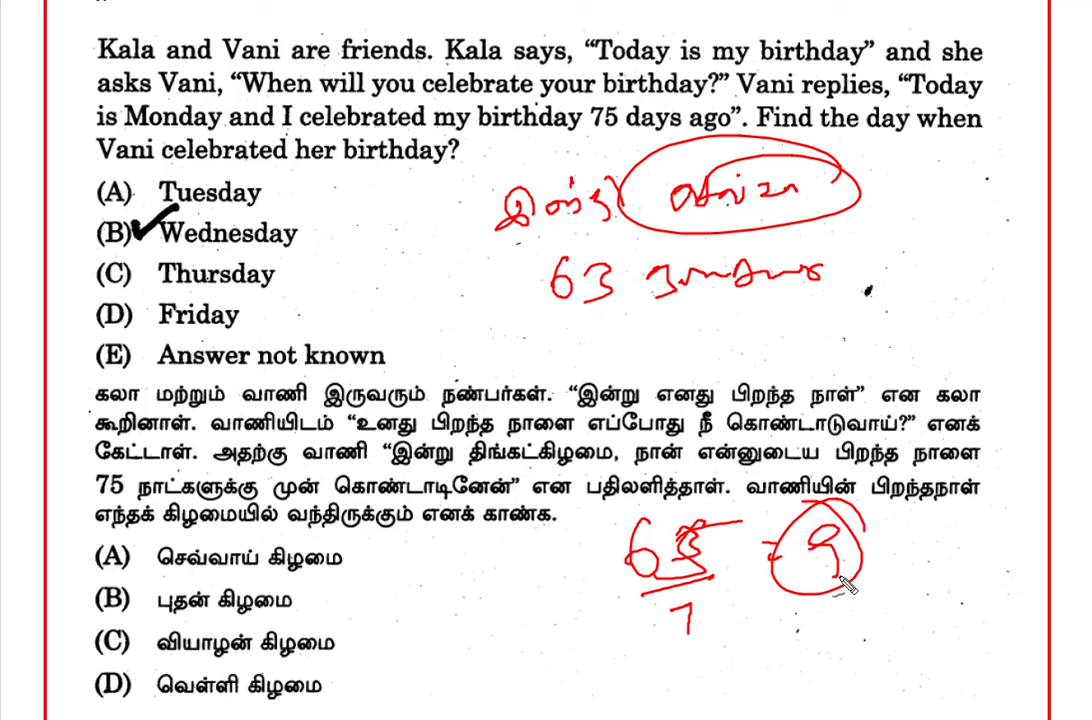 Kala and Vani are friends. Kala says, “Today is my birthday” and she
asks Vani, “When will you celebrate your birthday?” Vani replies, “Today
is Monday and I celebrated my birthday 75 days ago”. Find the day when
Vani celebrated her birthday?
(A) Tuesday
(B) Wednesday
(C) Thursday
(D) Friday
(E) Answer not known
63
கலா மற்றும் வாணி இருவரும் நண்பர்கள். “இன்று எனது பிறந்த நாள்” என கலா
கூறினாள். வாணியிடம் “உனது பிறந்த நாளை எப்போது நீ கொண்டாடுவாய்?” எனக்
கேட்டாள். அதற்கு வாணி “இன்று திங்கட்கிழமை, நான் என்னுடைய பிறந்த நாளை
75 நாட்களுக்கு முன் கொண்டாடினேன்” என பதிலளித்தாள். வாணியின் பிறந்தநாள்
எந்தக் கிழமையில் வந்திருக்கும் எனக் காண்க.
(A) செவ்வாய் கிழமை
(B) புதன் கிழமை
(C) வியாழன் கிழமை
(D) வெள்ளி கிழமை
63 = 9
7